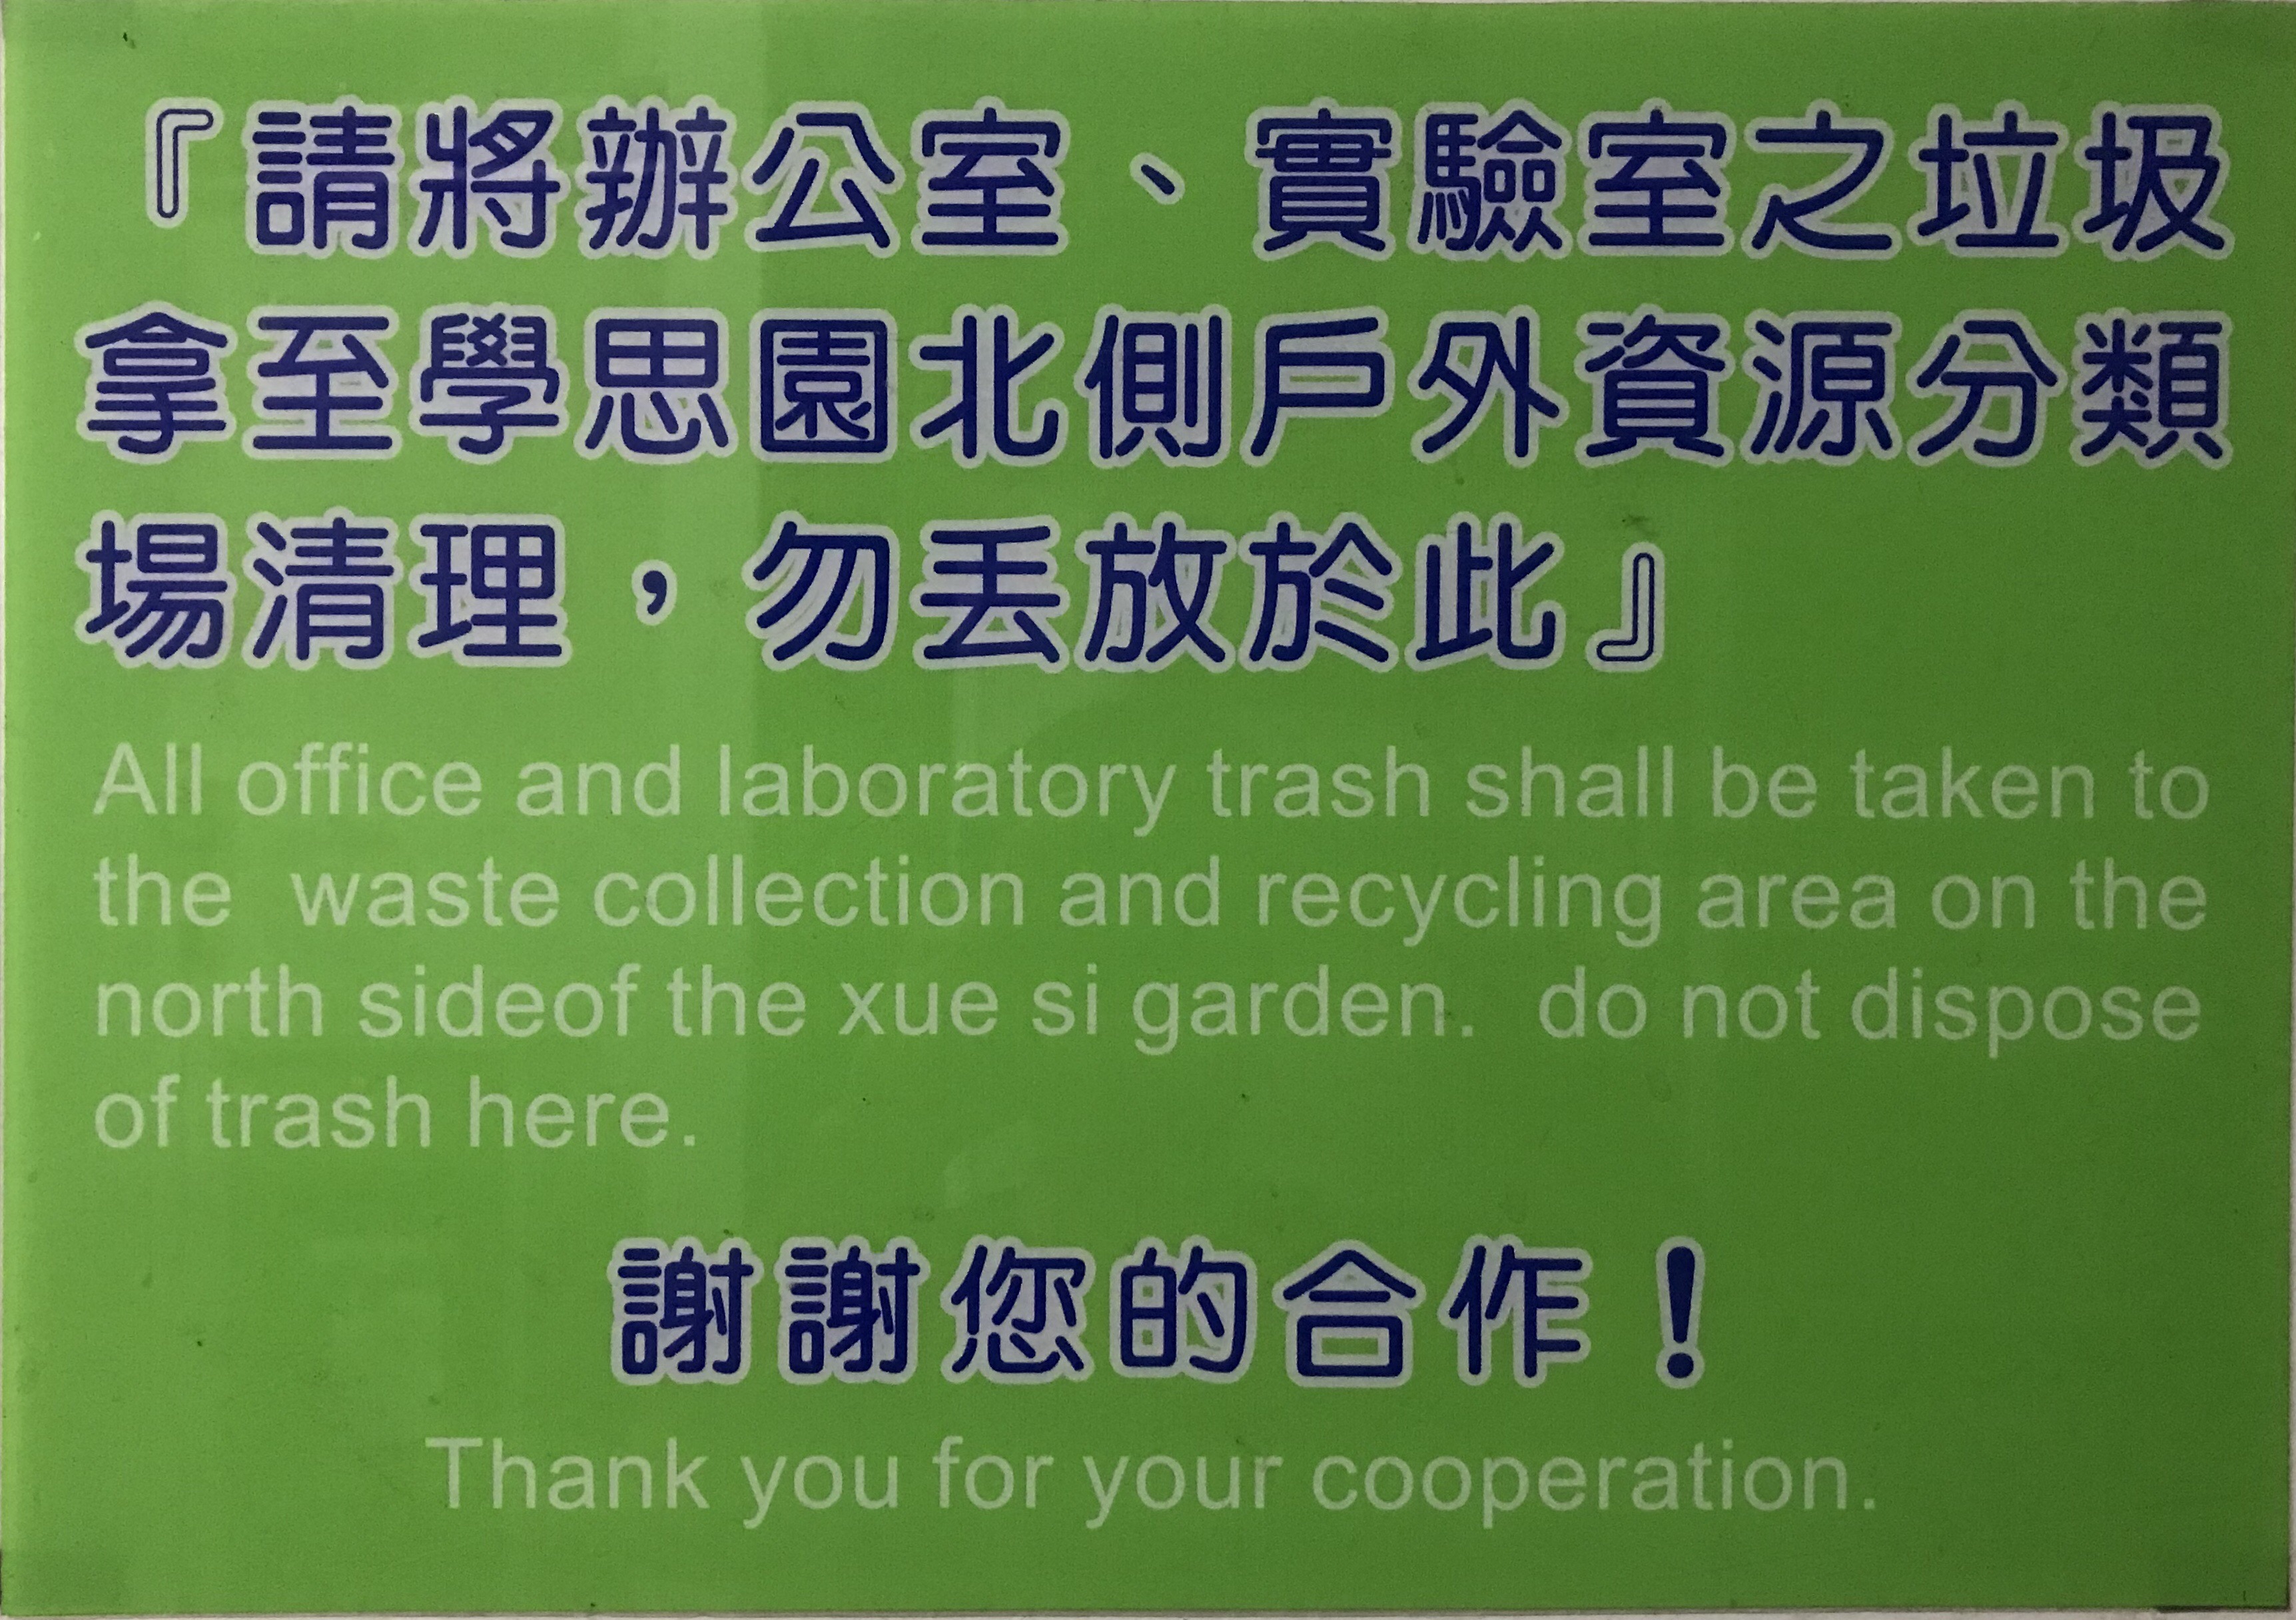 『請將辦公室、實驗室之垃圾
拿至學思園北側戶外資源分類
場清理，勿丟放於此』
All office and laboratory trash shall be taken to
the  waste collection and recycling area on the
north sideof the xue si garden.  do not dispose
of trash here.
謝謝您的合作！
Thank you for your cooperation.